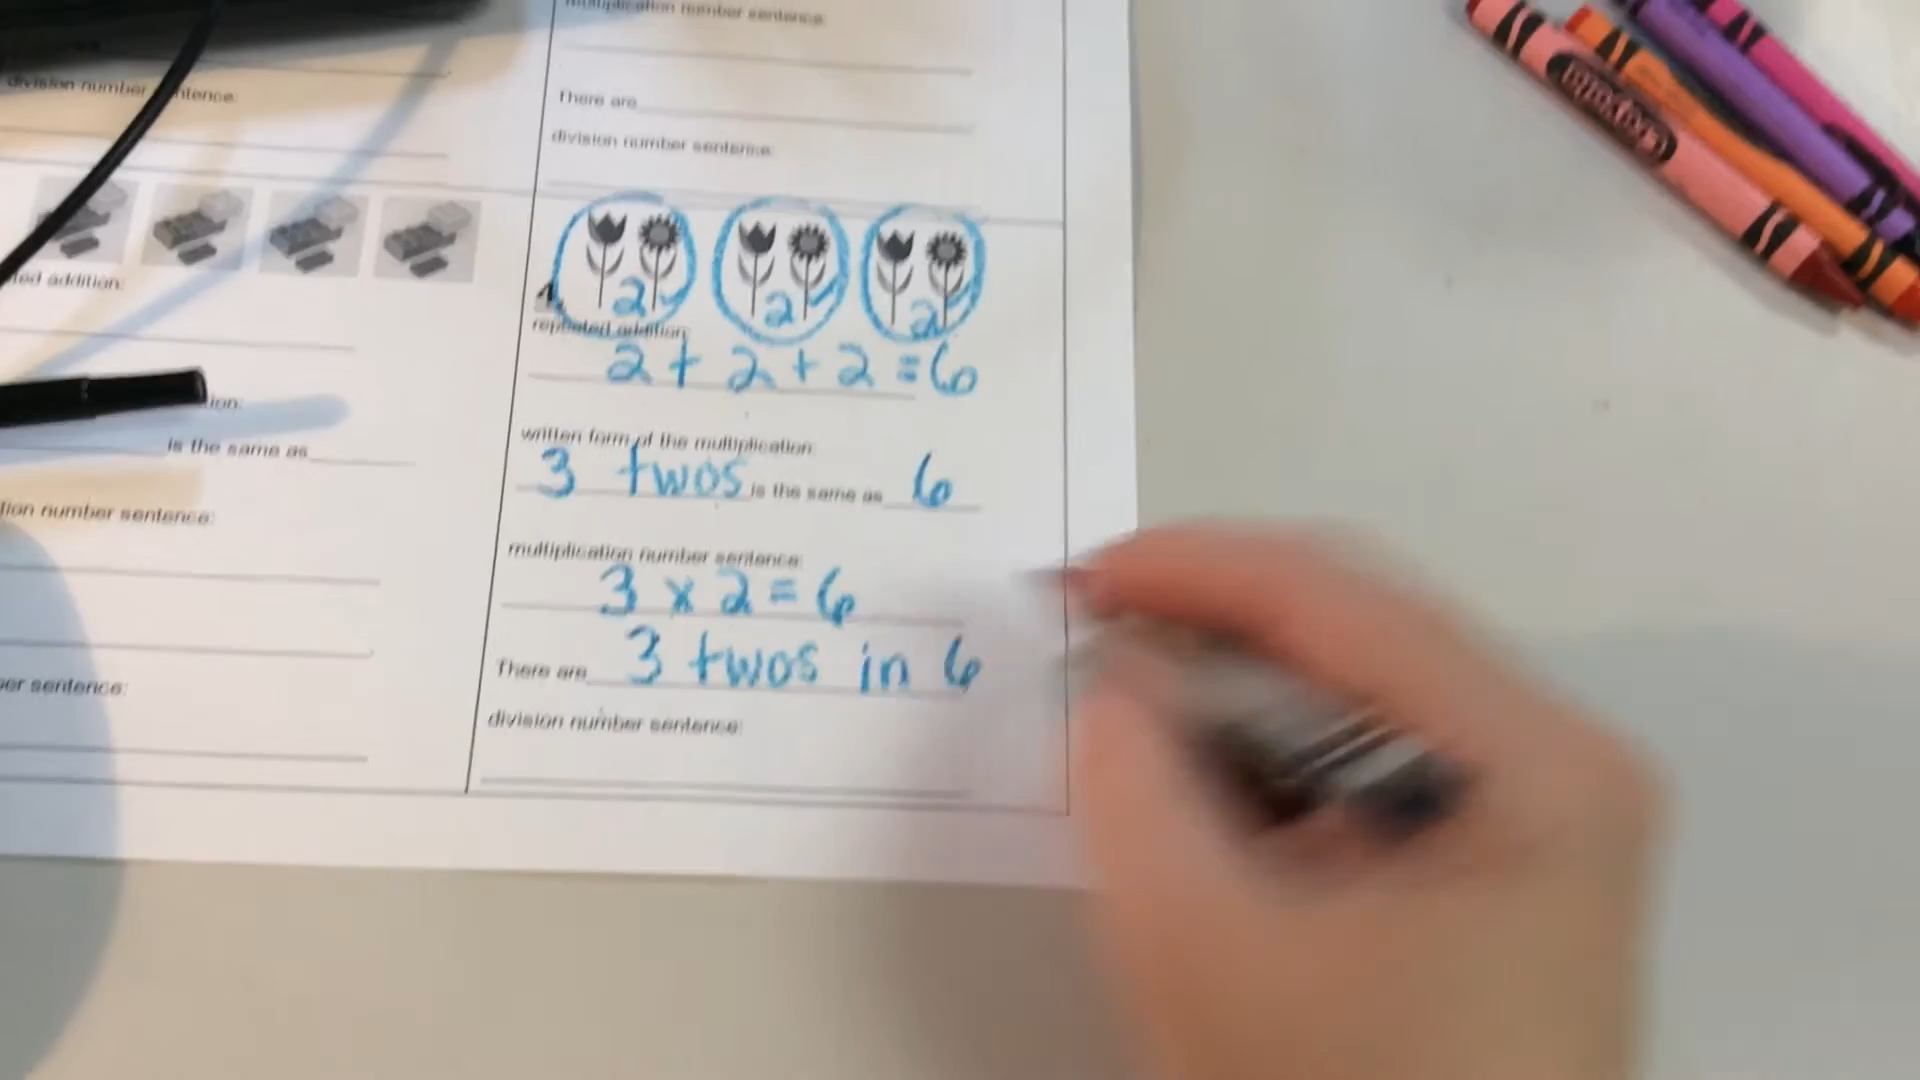 multiplication number sentence:
There are
division number sentence:
division number sentence:
2 2 2
repeated addition:
2 + 2 + 2 = 6
addition:
written form of the multiplication:
3 twos is the same as 6
is the same as
multiplication number sentence:
3 x 2 = 6
number sentence:
There are 3 twos in 6
sentence:
division number sentence:
Crayola